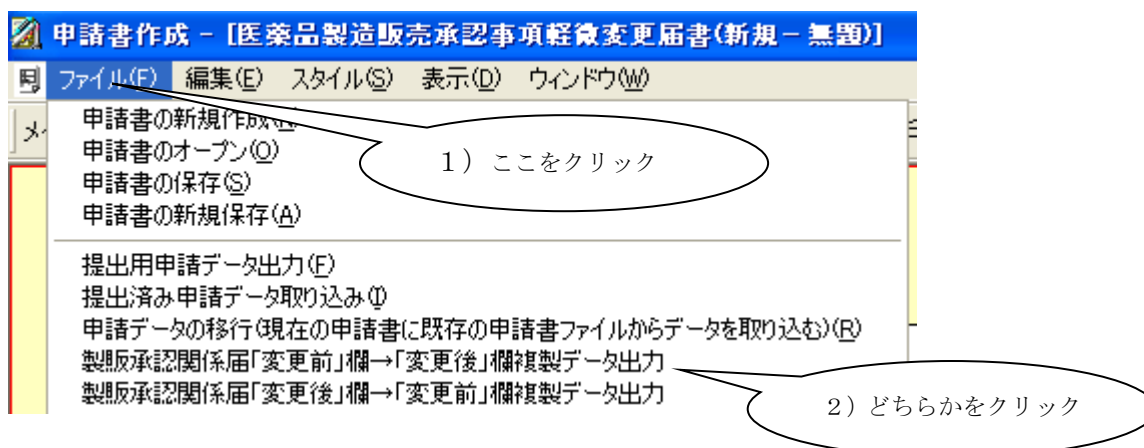 申請書作成 - [医薬品製造販売承認事項軽微変更届書(新規－無題)]
ファイル(F) 編集(E) スタイル(S) 表示(D) ウィンドウ(W)
申請書の新規作成(N)
メ
申請書のオープン(O)
1）ここをクリック
申請書の保存(S)
申請書の新規保存(A)
提出用申請データ出力(F)
提出済み申請データ取り込み(I)
申請データの移行(現在の申請書に既存の申請書ファイルからデータを取り込む)(R)
製販承認関係届「変更前」欄→「変更後」欄複製データ出力
製販承認関係届「変更後」欄→「変更前」欄複製データ出力
2）どちらかをクリック